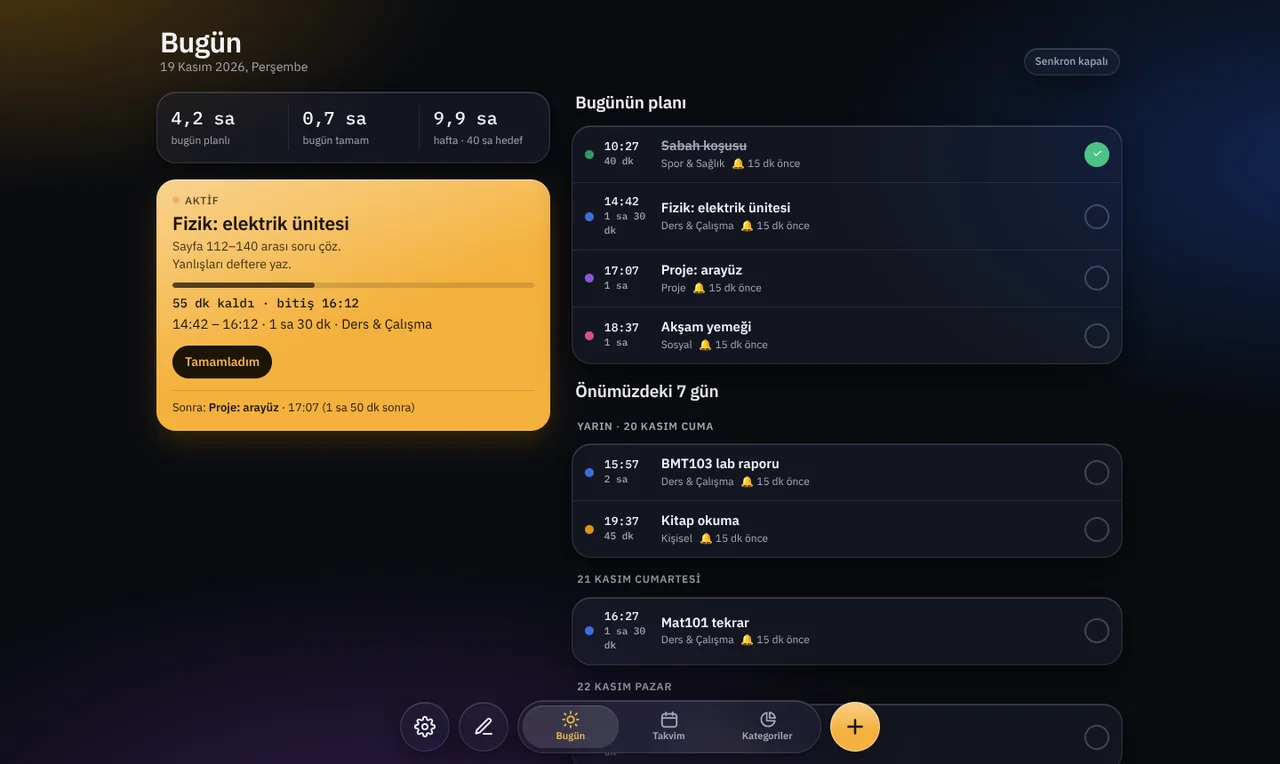 Bugün
19 Kasım 2026, Perşembe
Senkron kapalı
4,2 sa
bugün planlı
0,7 sa
bugün tamam
9,9 sa
hafta · 40 sa hedef
AKTİF
Fizik: elektrik ünitesi
Sayfa 112–140 arası soru çöz.
Yanlışları deftere yaz.
55 dk kaldı · bitiş 16:12
14:42 – 16:12 · 1 sa 30 dk · Ders & Çalışma
Tamamladım
Sonra: Proje: arayüz · 17:07 (1 sa 50 dk sonra)
Bugünün planı
10:27
40 dk
Sabah koşusu
Spor & Sağlık 🔔 15 dk önce
14:42
1 sa 30
dk
Fizik: elektrik ünitesi
Ders & Çalışma 🔔 15 dk önce
17:07
1 sa
Proje: arayüz
Proje 🔔 15 dk önce
18:37
1 sa
Akşam yemeği
Sosyal 🔔 15 dk önce
Önümüzdeki 7 gün
YARIN · 20 KASIM CUMA
15:57
2 sa
BMT103 lab raporu
Ders & Çalışma 🔔 15 dk önce
19:37
45 dk
Kitap okuma
Kişisel 🔔 15 dk önce
21 KASIM CUMARTESİ
16:27
1 sa 30
dk
Mat101 tekrar
Ders & Çalışma 🔔 15 dk önce
22 KASIM PAZAR
Bugün
Takvim
Kategoriler